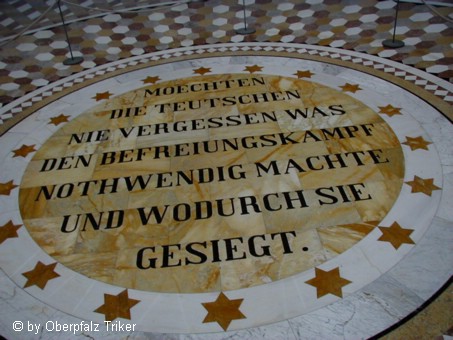 MOECHTEN
DIE TEUTSCHEN
NIE VERGESSEN WAS
DEN BEFREIUNGSKAMPF
NOTHWENDIG MACHTE
UND WODURCH SIE
GESIEGT.
© by Oberpfalz Triker